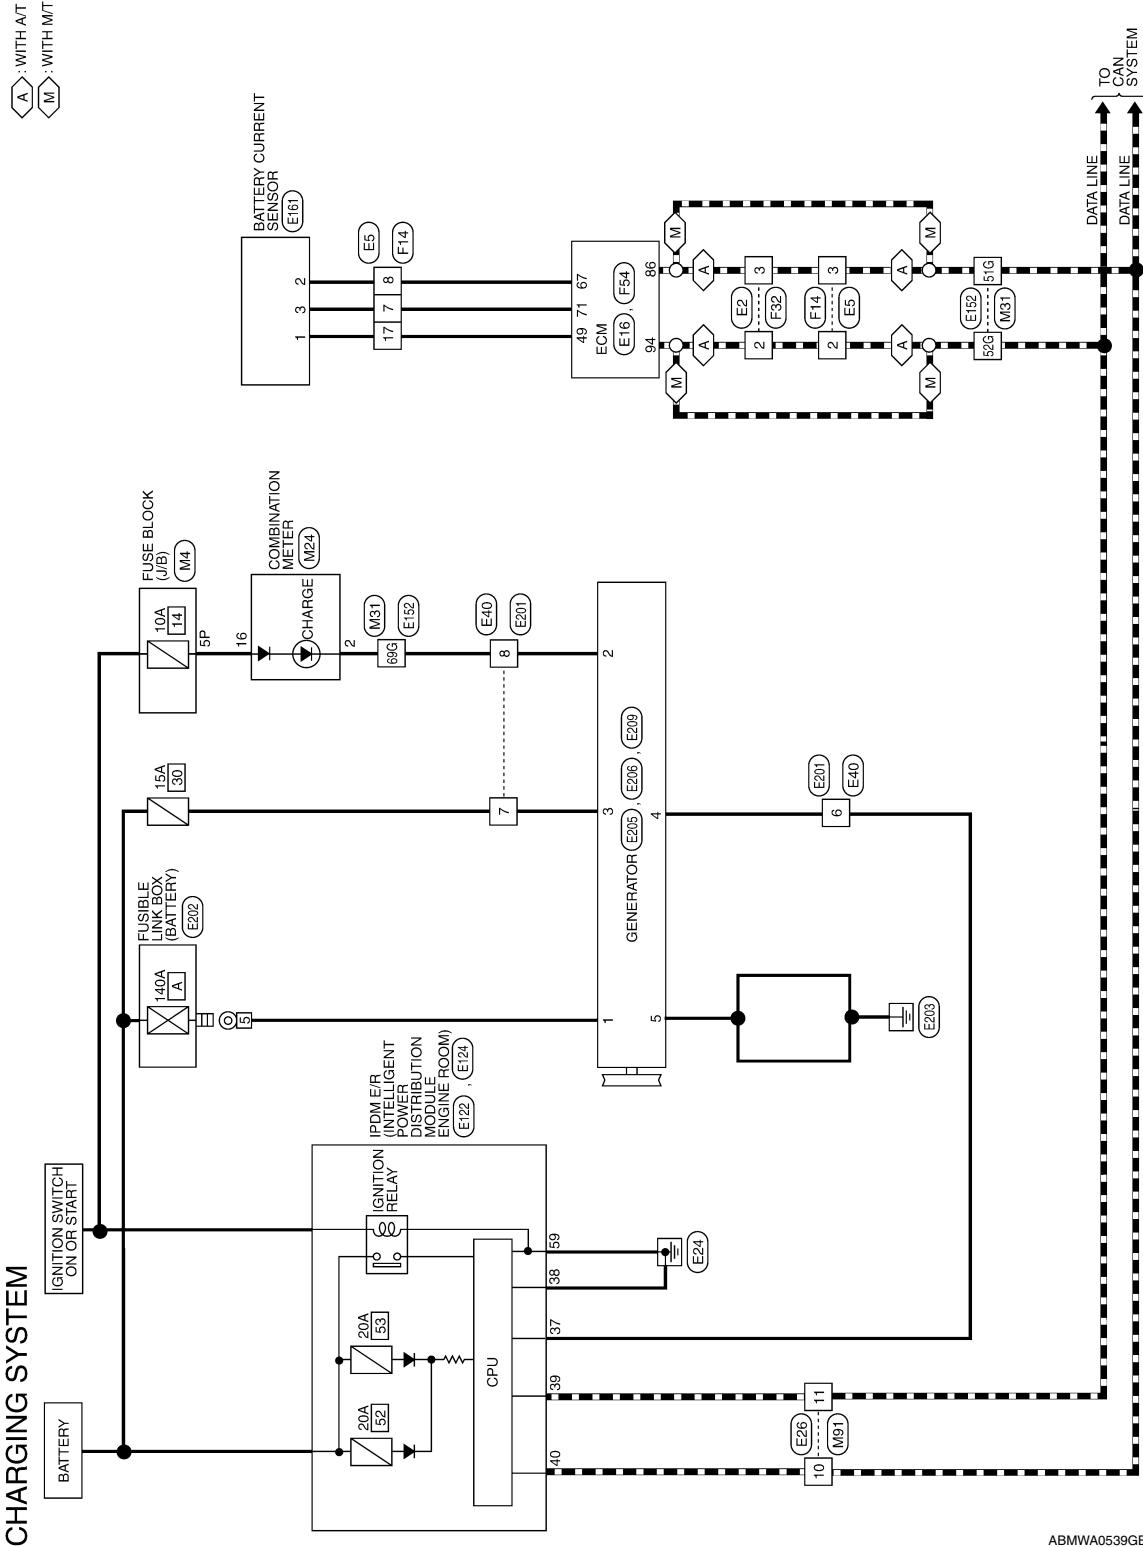 CHARGING SYSTEM
A : WITH A/T
M : WITH M/T
BATTERY
IGNITION SWITCH
ON OR START
FUSIBLE
LINK BOX
(BATTERY)
E202
140A
A
5
15A
30
FUSE BLOCK
(J/B)
M4
10A
14
5P
COMBINATION
METER
M24
16
CHARGE
2
M31
E152
69G
E40
E201
8
7
BATTERY CURRENT
SENSOR
E161
1
3
2
E5
F14
17
7
8
49
71
67
ECM
E16 , F54
94
86
M
A
A
M
E2
F32
2
3
F14
E5
2
3
M
A
A
M
E152
M31
52G
51G
DATA LINE
DATA LINE
TO
CAN
SYSTEM
IPDM E/R
(INTELLIGENT
POWER
DISTRIBUTION
MODULE
ENGINE ROOM)
E122 , E124
IGNITION
RELAY
20A
52
20A
53
CPU
40
39
37
38
59
E24
1
3
2
GENERATOR E205 , E206 , E209
5
4
E203
E201
E40
6
E26
M91
10
11
ABMWA0539GE